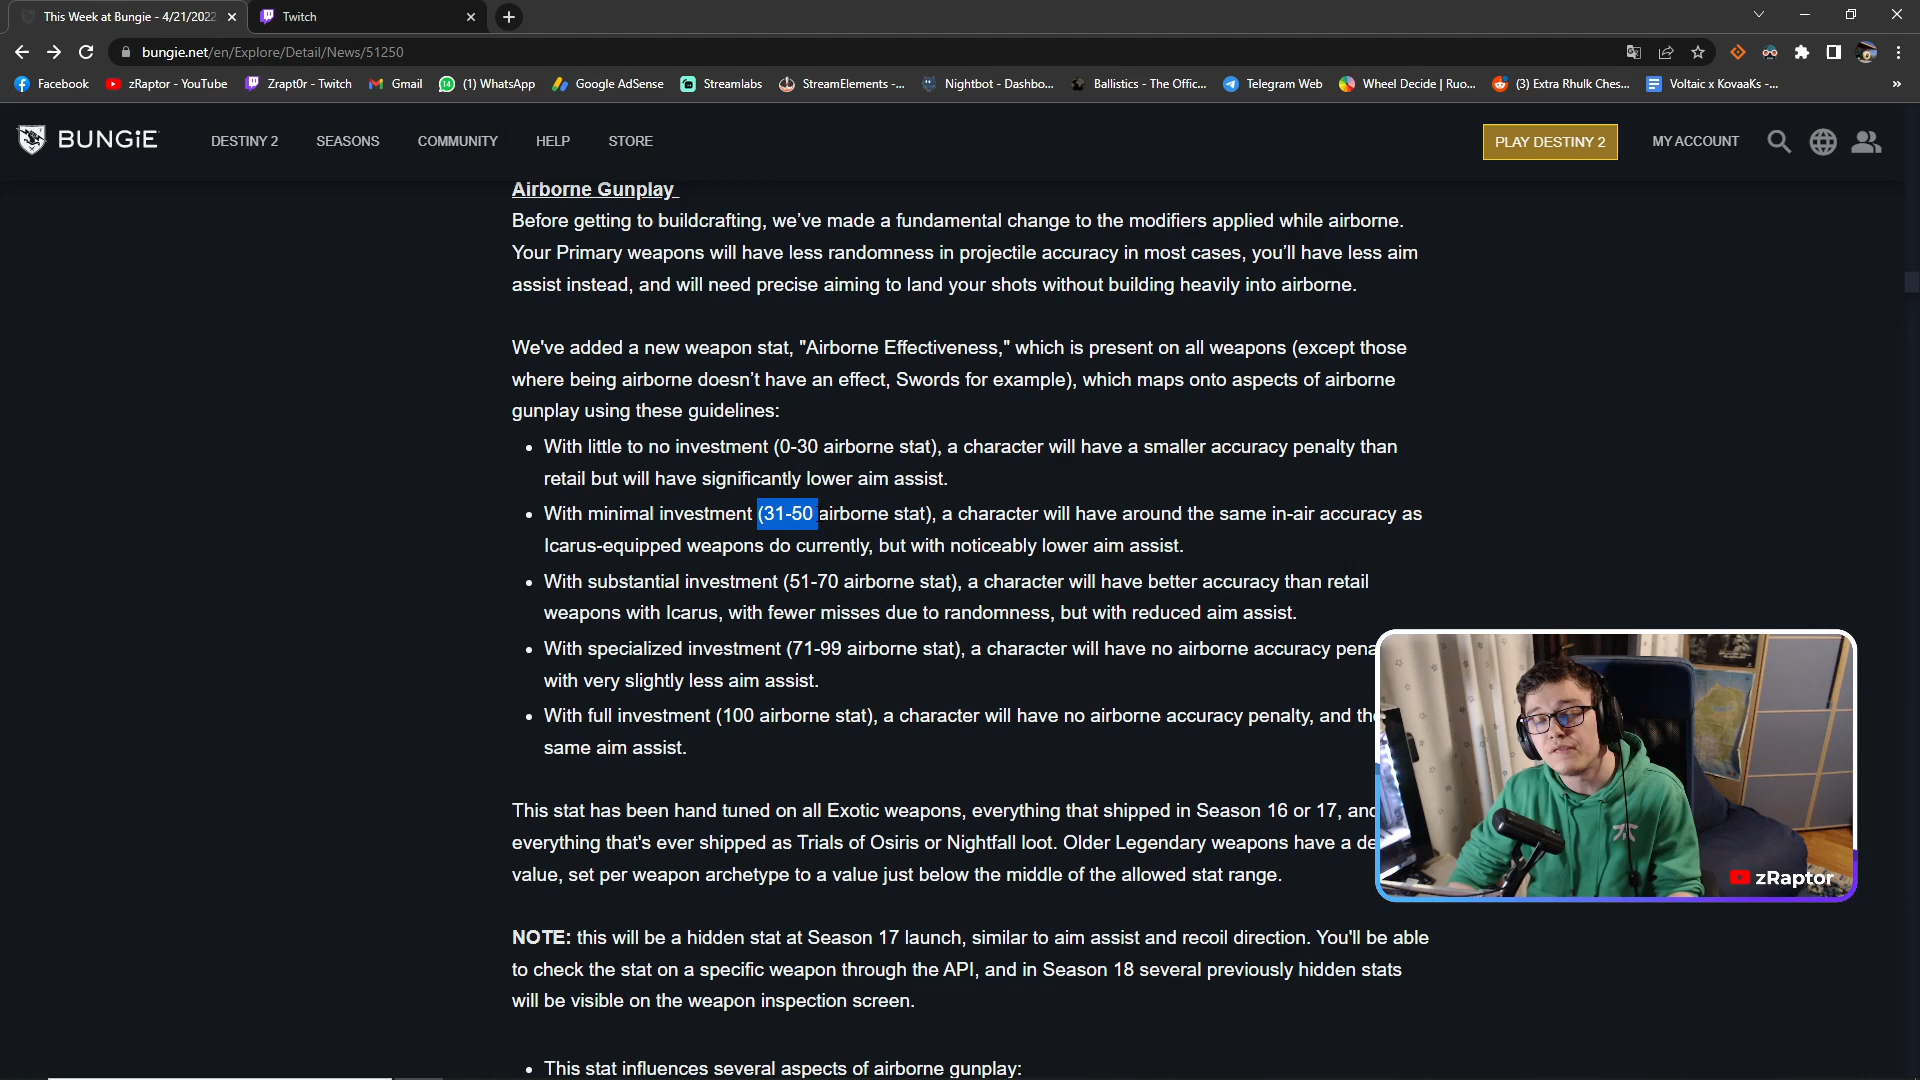 This Week at Bungie - 4/21/2022
Twitch
bungie.net/en/Explore/Detail/News/51250
Facebook
zRaptor - YouTube
Zrapt0r - Twitch
Gmail
(1) WhatsApp
Google AdSense
Streamlabs
StreamElements -...
Nightbot - Dashbo...
Ballistics - The Offic...
Telegram Web
Wheel Decide | Ruo...
(3) Extra Rhulk Ches...
Voltaic x KovaaKs -...
»
BUNGiE
DESTINY 2
SEASONS
COMMUNITY
HELP
STORE
PLAY DESTINY 2
MY ACCOUNT
Airborne Gunplay
Before getting to buildcrafting, we’ve made a fundamental change to the modifiers applied while airborne.
Your Primary weapons will have less randomness in projectile accuracy in most cases, you’ll have less aim
assist instead, and will need precise aiming to land your shots without building heavily into airborne.
We've added a new weapon stat, "Airborne Effectiveness," which is present on all weapons (except those
where being airborne doesn’t have an effect, Swords for example), which maps onto aspects of airborne
gunplay using these guidelines:
• With little to no investment (0-30 airborne stat), a character will have a smaller accuracy penalty than
retail but will have significantly lower aim assist.
• With minimal investment (31-50 airborne stat), a character will have around the same in-air accuracy as
Icarus-equipped weapons do currently, but with noticeably lower aim assist.
• With substantial investment (51-70 airborne stat), a character will have better accuracy than retail
weapons with Icarus, with fewer misses due to randomness, but with reduced aim assist.
• With specialized investment (71-99 airborne stat), a character will have no airborne accuracy pena
with very slightly less aim assist.
• With full investment (100 airborne stat), a character will have no airborne accuracy penalty, and the
same aim assist.
This stat has been hand tuned on all Exotic weapons, everything that shipped in Season 16 or 17, and
everything that's ever shipped as Trials of Osiris or Nightfall loot. Older Legendary weapons have a de
value, set per weapon archetype to a value just below the middle of the allowed stat range.
zRaptor
NOTE: this will be a hidden stat at Season 17 launch, similar to aim assist and recoil direction. You'll be able
to check the stat on a specific weapon through the API, and in Season 18 several previously hidden stats
will be visible on the weapon inspection screen.
• This stat influences several aspects of airborne gunplay: